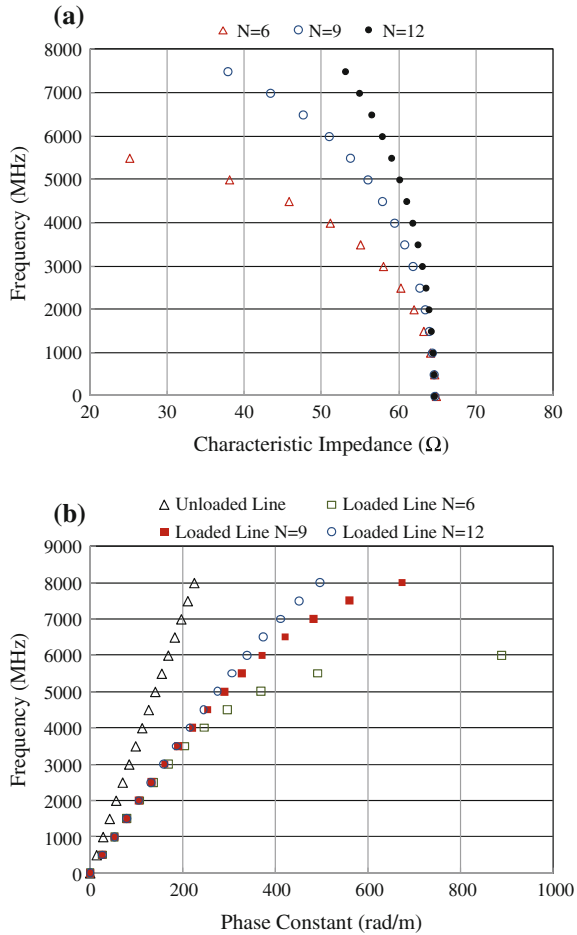 (a)
N=6 N=9 N=12
8000
7000
6000
5000
4000
3000
2000
1000
0
Frequency (MHz)
20 30 40 50 60 70 80
Characteristic Impedance (Ω)
(b)
Unloaded Line Loaded Line N=6
Loaded Line N=9 Loaded Line N=12
9000
8000
7000
6000
5000
4000
3000
2000
1000
0
Frequency (MHz)
0 200 400 600 800 1000
Phase Constant (rad/m)